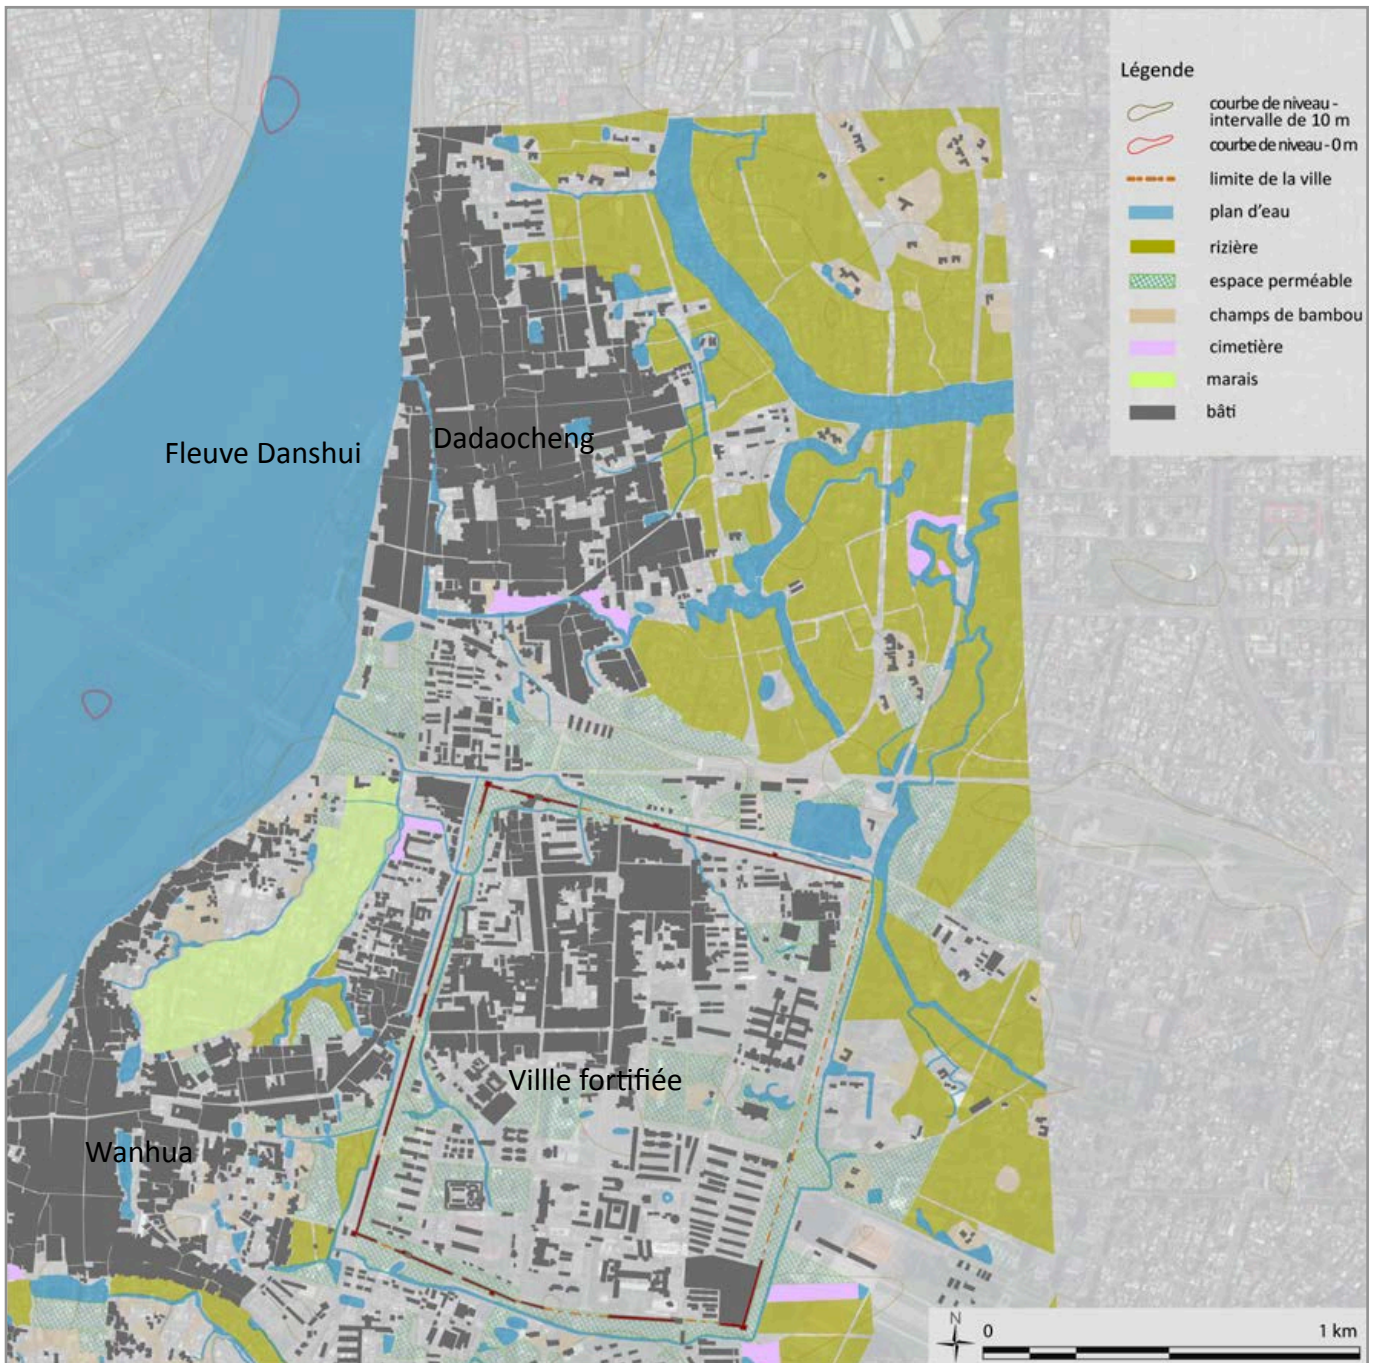 Légende
courbe de niveau -
intervalle de 10 m
courbe de niveau - 0 m
limite de la ville
plan d'eau
rizière
espace perméable
champs de bambou
cimetière
marais
bâti
Fleuve Danshui
Dadaocheng
Villle fortifiée
Wanhua
N
0
1 km